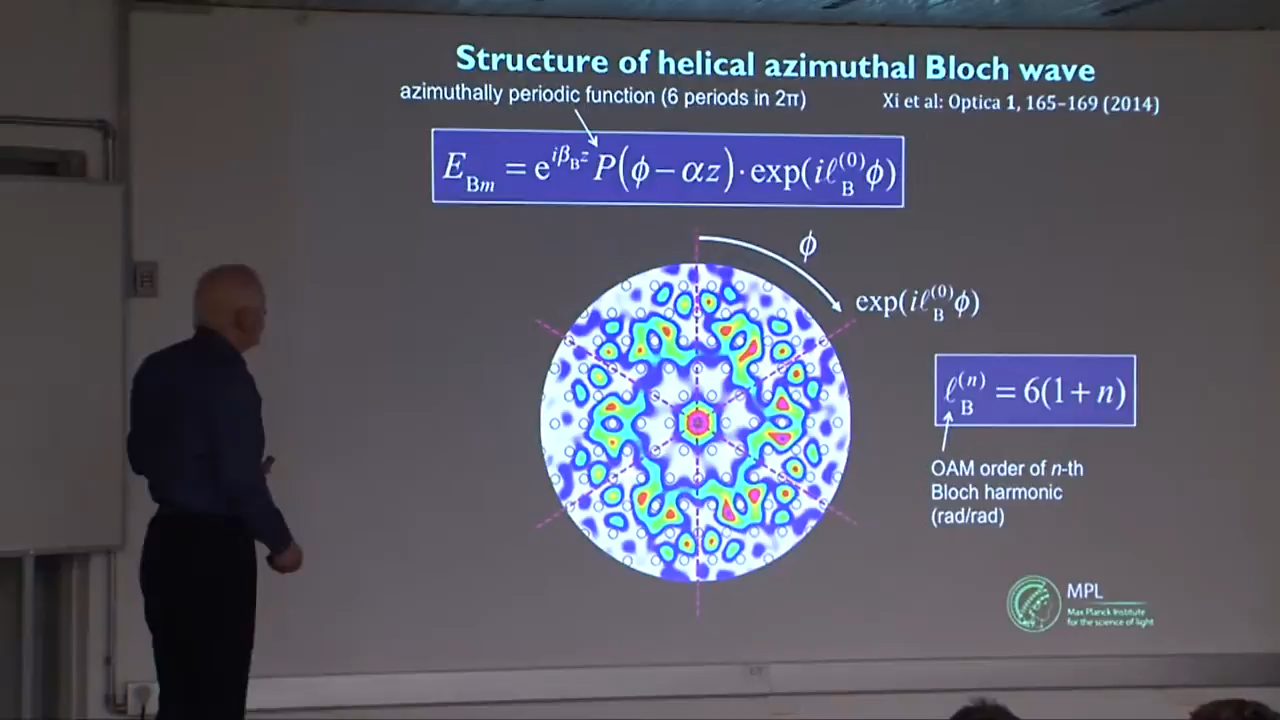 Structure of helical azimuthal Bloch wave
azimuthally periodic function (6 periods in 2π)
Xi et al: Optica 1, 165–169 (2014)
E_Bm = e^{iβ_B z} P(ϕ − αz) · exp(iℓ_B^{(0)}ϕ)
ϕ
exp(iℓ_B^{(0)}ϕ)
ℓ_B^{(n)} = 6(1 + n)
OAM order of n-th
Bloch harmonic
(rad/rad)
MPL
Max Planck Institute
for the science of light